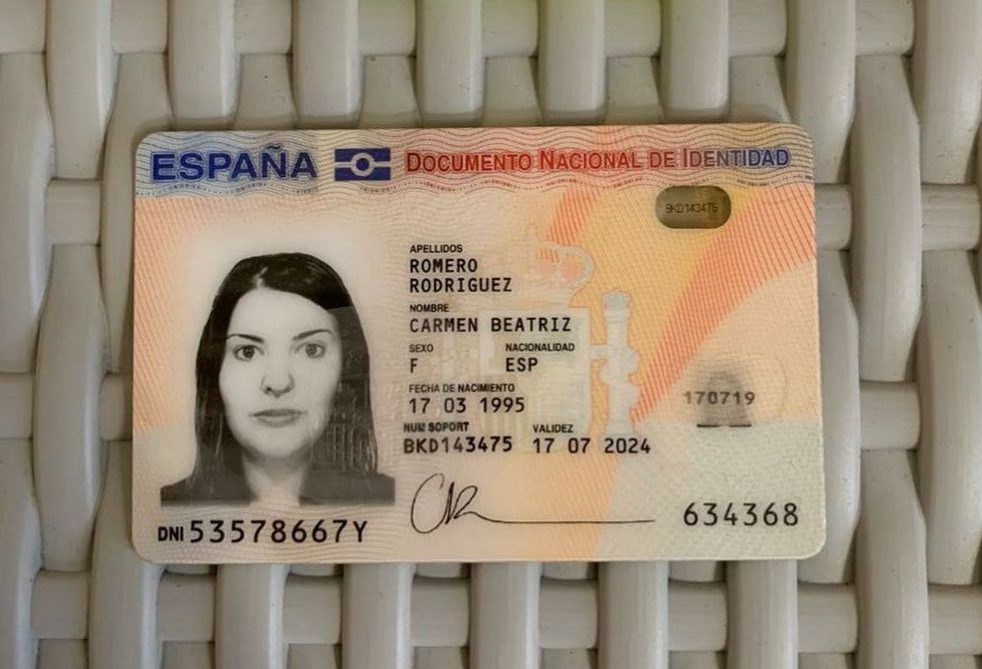 ESPAÑA DOCUMENTO NACIONAL DE IDENTIDAD
BKD143475
APELLIDOS
ROMERO
RODRIGUEZ
NOMBRE
CARMEN BEATRIZ
SEXO NACIONALIDAD
F ESP
FECHA DE NACIMIENTO
17 03 1995
170719
NUM SOPORT VALIDEZ
BKD143475 17 07 2024
634368
DNI 53578667Y